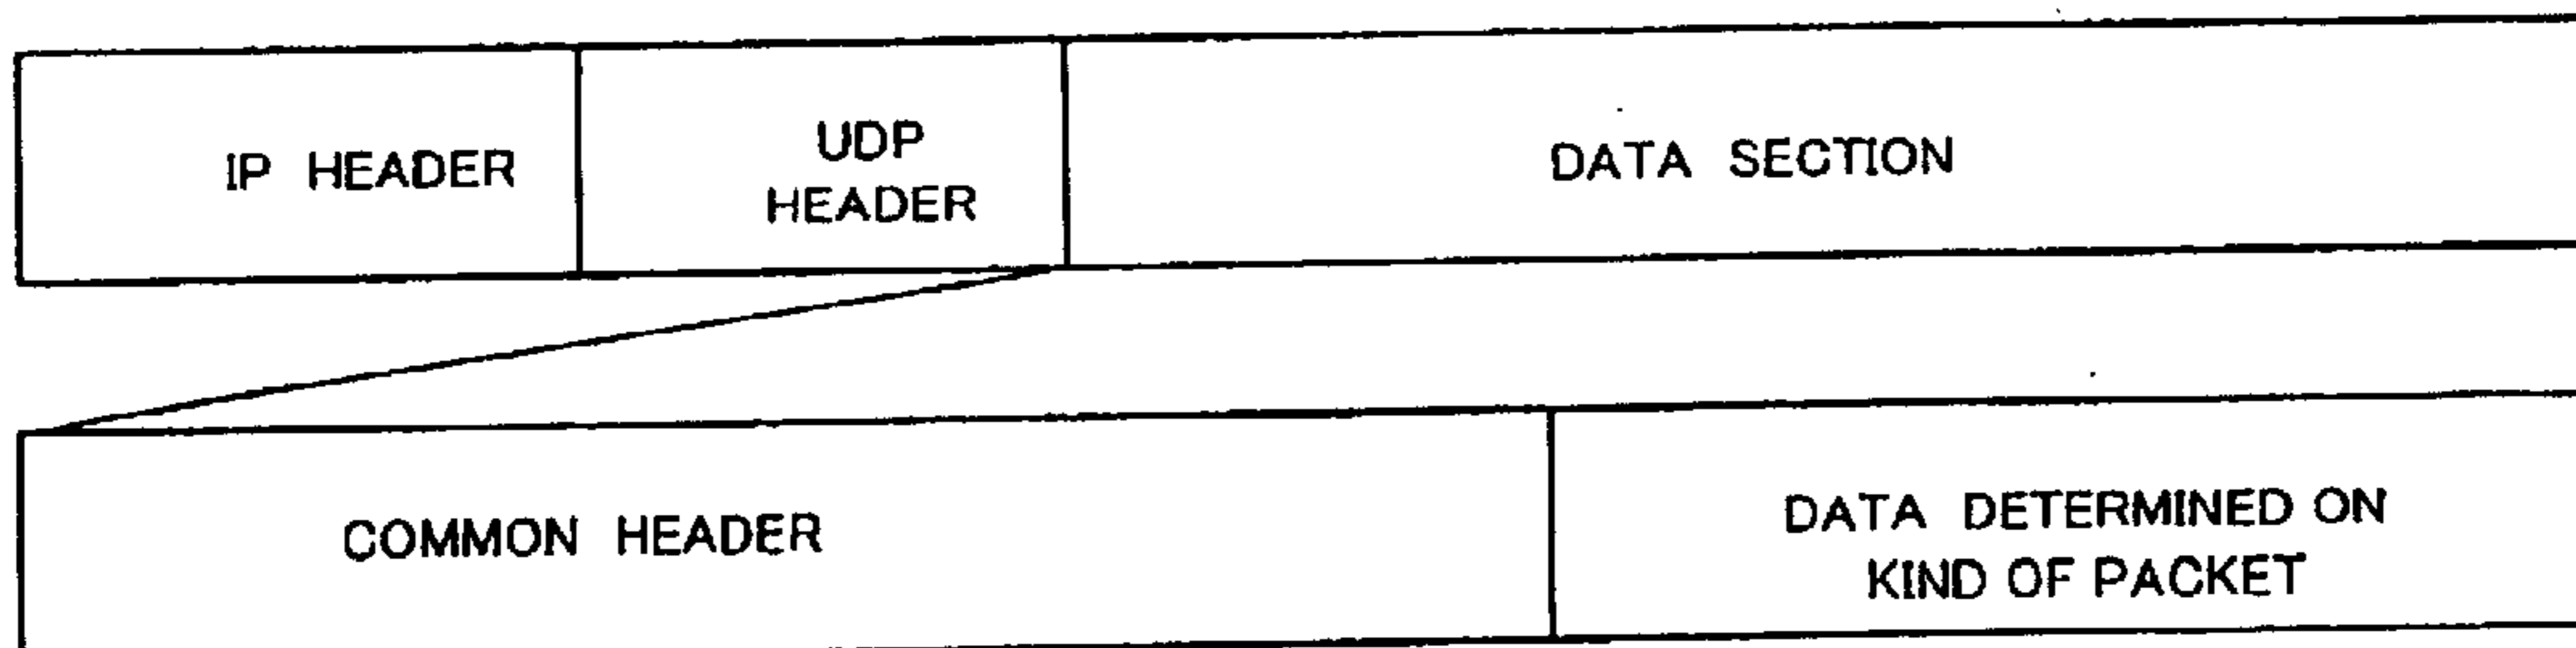 IP HEADER
UDP
HEADER
DATA SECTION
COMMON HEADER
DATA DETERMINED ON
KIND OF PACKET